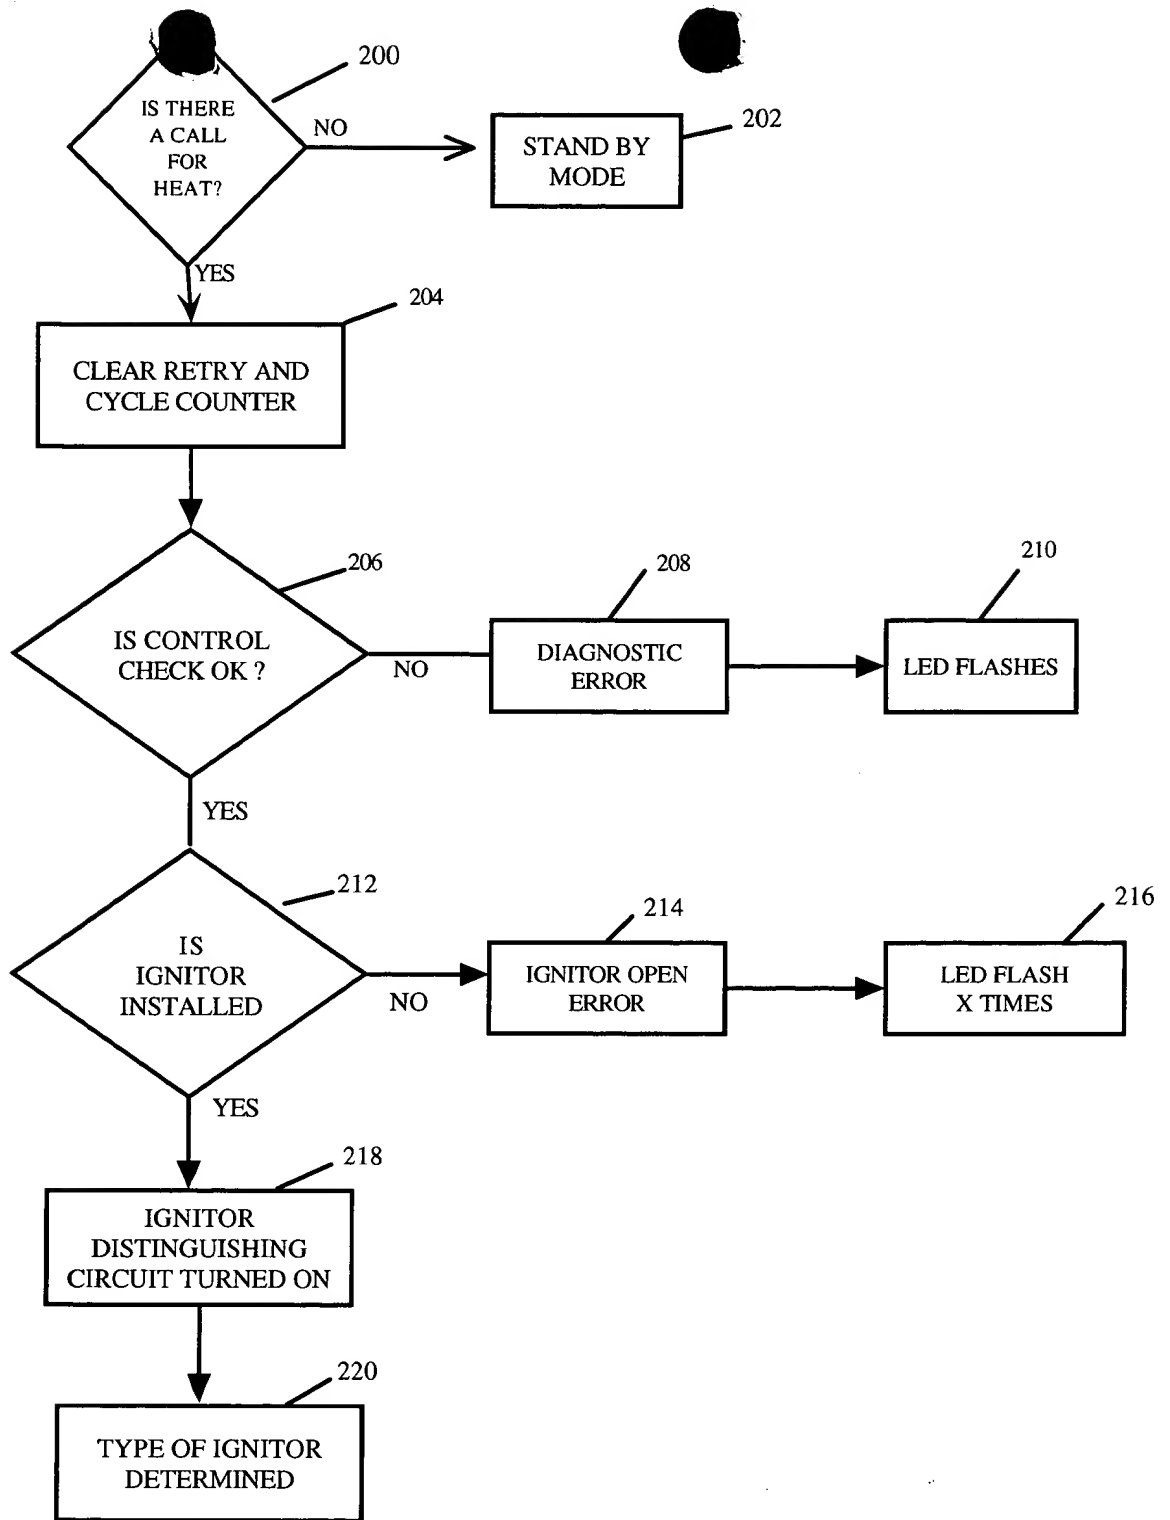 200
IS THERE
A CALL
FOR
HEAT?
NO
STAND BY
MODE
202
YES
204
CLEAR RETRY AND
CYCLE COUNTER
206
IS CONTROL
CHECK OK ?
NO
208
DIAGNOSTIC
ERROR
210
LED FLASHES
YES
212
IS
IGNITOR
INSTALLED
NO
214
IGNITOR OPEN
ERROR
216
LED FLASH
X TIMES
YES
218
IGNITOR
DISTINGUISHING
CIRCUIT TURNED ON
220
TYPE OF IGNITOR
DETERMINED